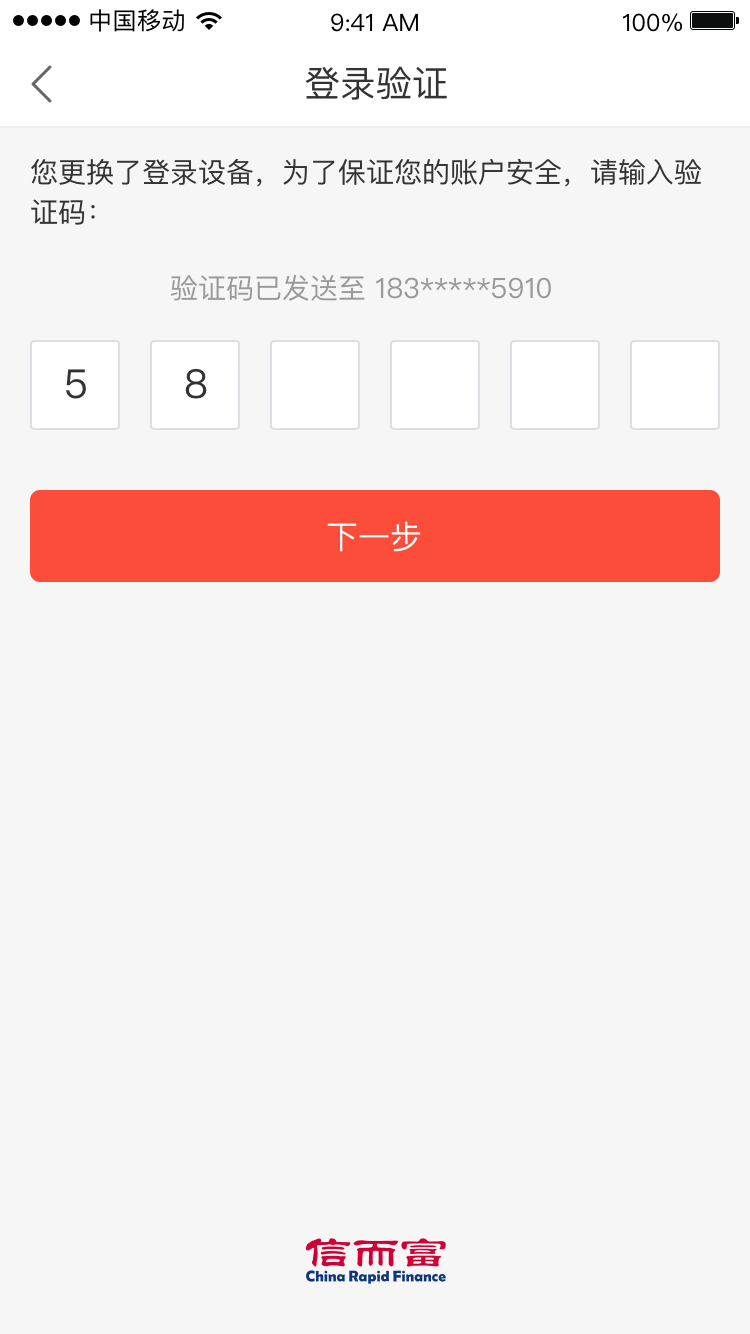 中国移动
9:41 AM
100%
登录验证
您更换了登录设备，为了保证您的账户安全，请输入验
证码：
验证码已发送至 183*****5910
5 8
下一步
信而富
China Rapid Finance